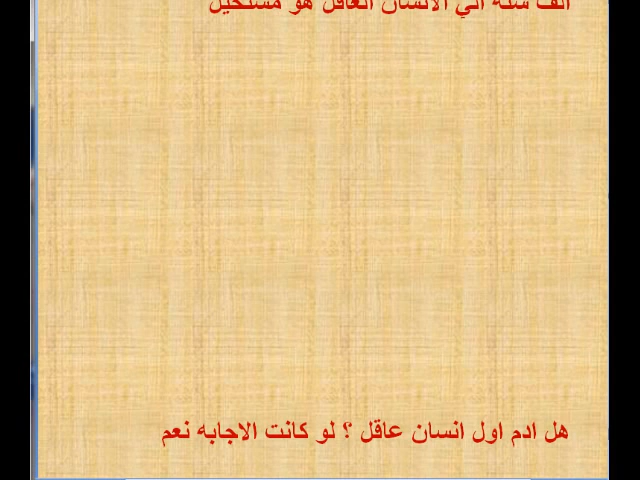 الف سنه الي الانسان العاقل هو مستحيل
هل ادم اول انسان عاقل ؟ لو كانت الاجابه نعم